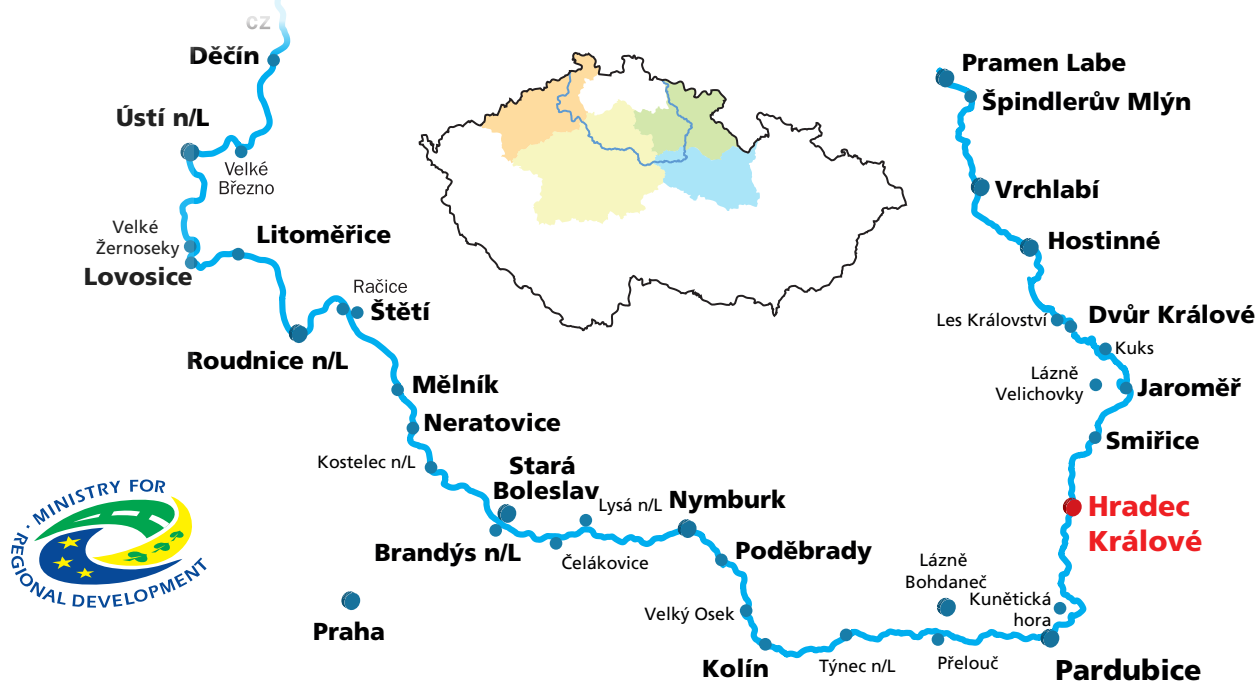 CZ
Děčín
Ústí n/L
Velké
Březno
Velké
Žernoseky
Lovosice
Litoměřice
Račice
Štětí
Roudnice n/L
Mělník
Neratovice
Kostelec n/L
Stará
Boleslav
Brandýs n/L
Lysá n/L
Čelákovice
Nymburk
Poděbrady
Velký Osek
Kolín
Týnec n/L
Přelouč
Lázně
Bohdaneč
Kunětická
hora
Pardubice
Hradec
Králové
Smiřice
Jaroměř
Lázně
Velichovky
Kuks
Dvůr Králové
Les Království
Hostinné
Vrchlabí
Špindlerův Mlýn
Pramen Labe
Praha
· MINISTRY FOR
REGIONAL DEVELOPMENT